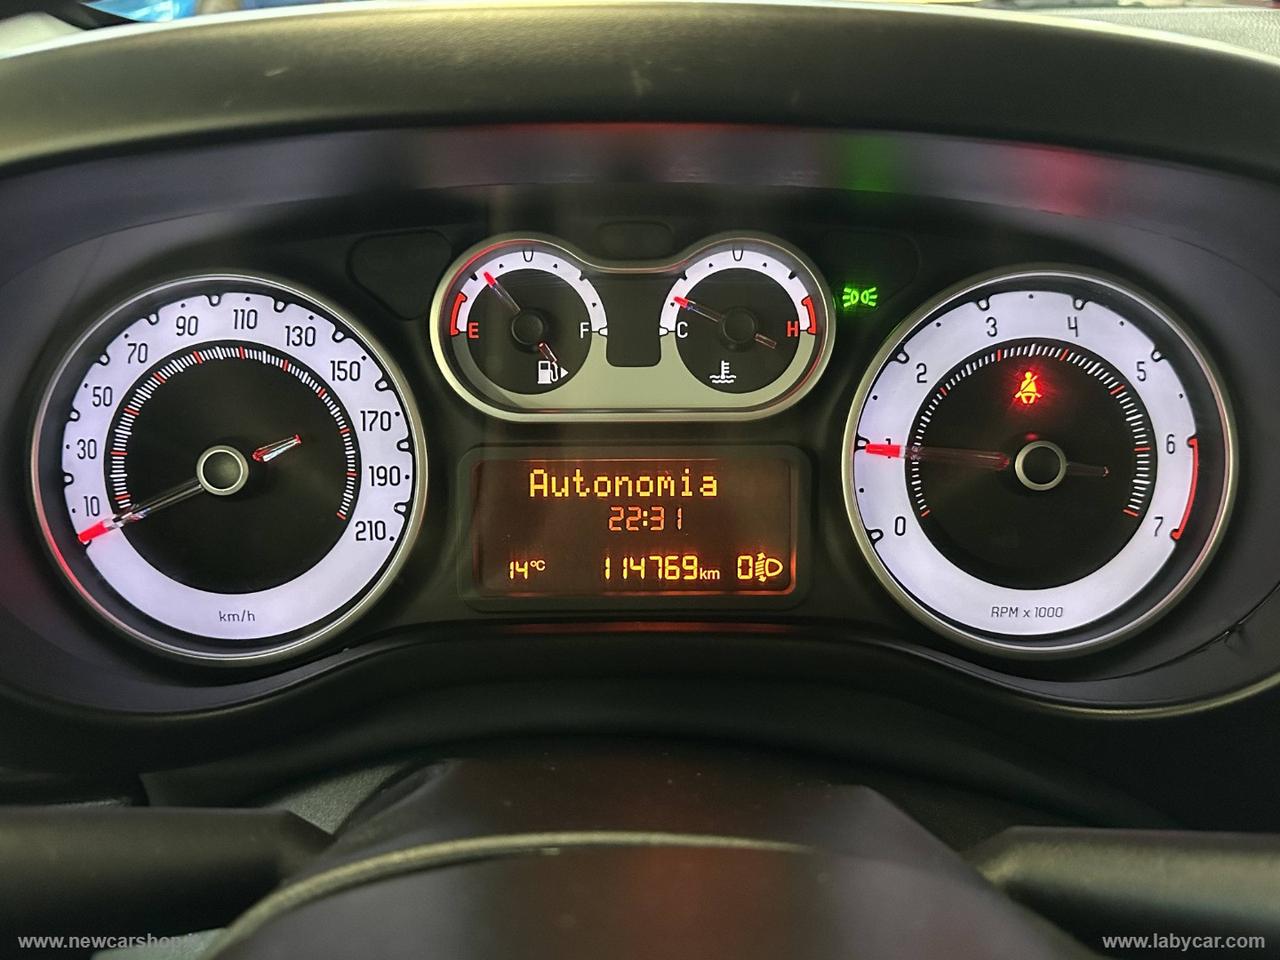 10 30 50 70 90 110 130 150 170 190 210
km/h
E F
C H
Autonomia
22:31
14°C 114769km 0
0 1 2 3 4 5 6 7
RPM x 1000
www.newcarshop
www.labycar.com